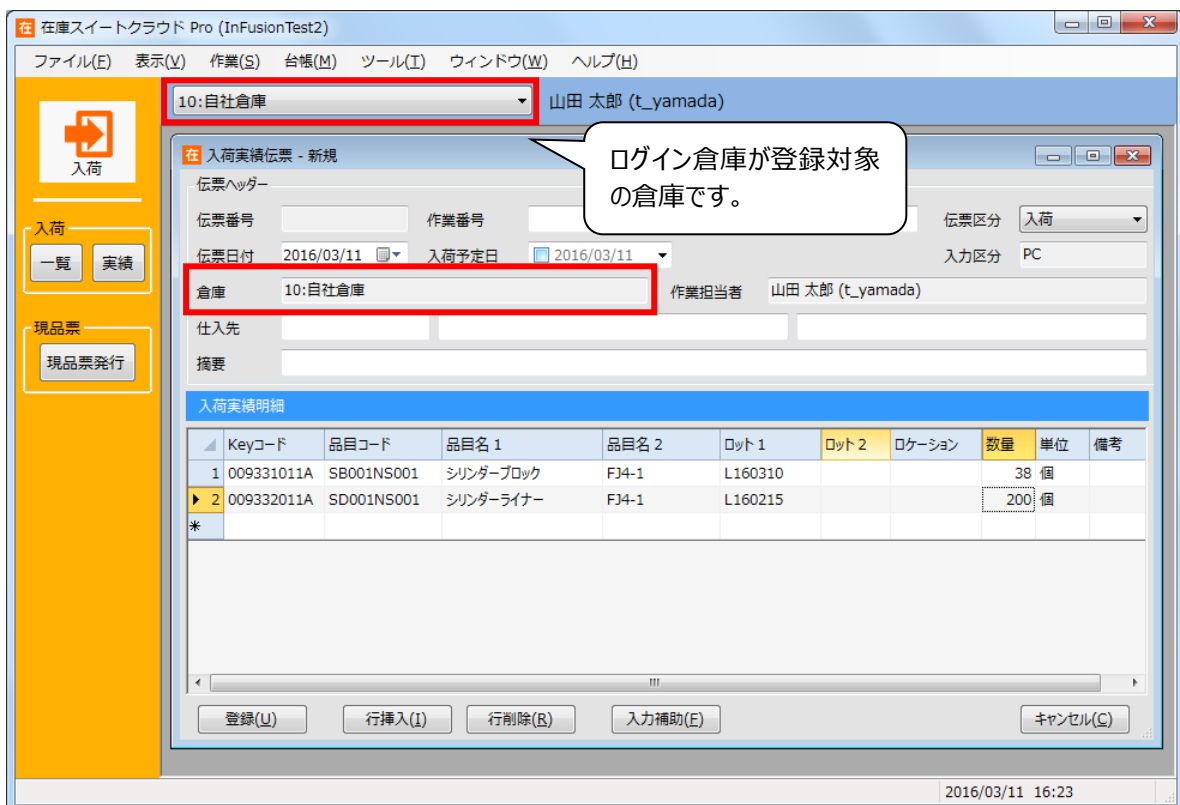 在 在庫スイートクラウド Pro (InFusionTest2)
ファイル(F) 表示(V) 作業(S) 台帳(M) ツール(T) ウィンドウ(W) ヘルプ(H)
10:自社倉庫 山田 太郎 (t_yamada)
入荷
入荷
一覧 実績
現品票
現品票発行
ログイン倉庫が登録対象
の倉庫です。
在 入荷実績伝票 - 新規
伝票ヘッダー
伝票番号 作業番号 伝票区分 入荷
伝票日付 2016/03/11 入荷予定日 2016/03/11 入力区分 PC
倉庫 10:自社倉庫 作業担当者 山田 太郎 (t_yamada)
仕入先
摘要
入荷実績明細
Keyコード 品目コード 品目名 1 品目名 2 ロット 1 ロット 2 ロケーション 数量 単位 備考
1 009331011A SB001NS001 シリンダーブロック FJ4-1 L160310 38 個
2 009332011A SD001NS001 シリンダーライナー FJ4-1 L160215 200 個
登録(U) 行挿入(I) 行削除(R) 入力補助(F) キャンセル(C)
2016/03/11 16:23